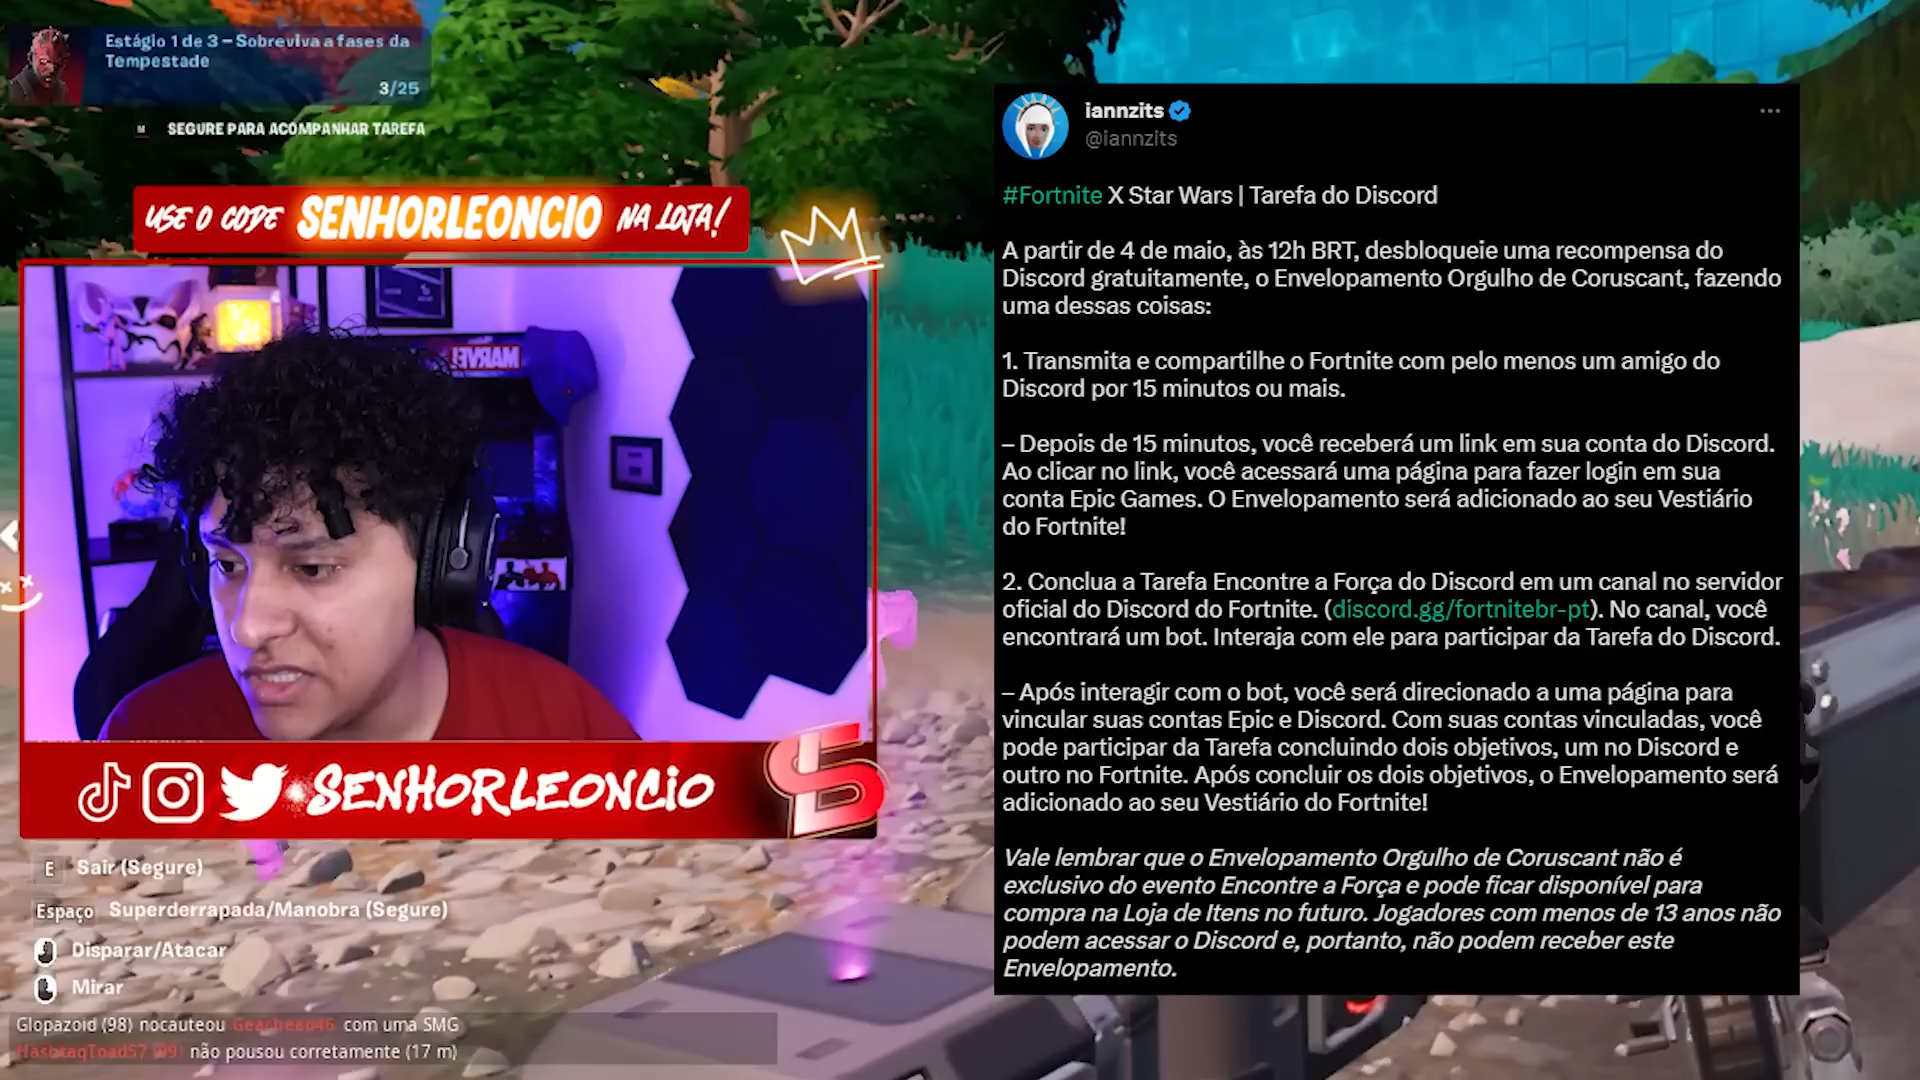 Estágio 1 de 3 – Sobreviva a fases da
Tempestade
3/25
M SEGURE PARA ACOMPANHAR TAREFA
USE O CODE SENHORLEONCIO NA LOJA!
MARVEL
SENHORLEONCIO
E Sair (Segure)
Espaço Superderrapada/Manobra (Segure)
Disparar/Atacar
Mirar
Glopazoid (98) nocauteou com uma SMG
não pousou corretamente (17 m)
iannzits
@iannzits
#Fortnite X Star Wars | Tarefa do Discord
A partir de 4 de maio, às 12h BRT, desbloqueie uma recompensa do
Discord gratuitamente, o Envelopamento Orgulho de Coruscant, fazendo
uma dessas coisas:
1. Transmita e compartilhe o Fortnite com pelo menos um amigo do
Discord por 15 minutos ou mais.
– Depois de 15 minutos, você receberá um link em sua conta do Discord.
Ao clicar no link, você acessará uma página para fazer login em sua
conta Epic Games. O Envelopamento será adicionado ao seu Vestiário
do Fortnite!
2. Conclua a Tarefa Encontre a Força do Discord em um canal no servidor
oficial do Discord do Fortnite. (discord.gg/fortnitebr-pt). No canal, você
encontrará um bot. Interaja com ele para participar da Tarefa do Discord.
– Após interagir com o bot, você será direcionado a uma página para
vincular suas contas Epic e Discord. Com suas contas vinculadas, você
pode participar da Tarefa concluindo dois objetivos, um no Discord e
outro no Fortnite. Após concluir os dois objetivos, o Envelopamento será
adicionado ao seu Vestiário do Fortnite!
Vale lembrar que o Envelopamento Orgulho de Coruscant não é
exclusivo do evento Encontre a Força e pode ficar disponível para
compra na Loja de Itens no futuro. Jogadores com menos de 13 anos não
podem acessar o Discord e, portanto, não podem receber este
Envelopamento.